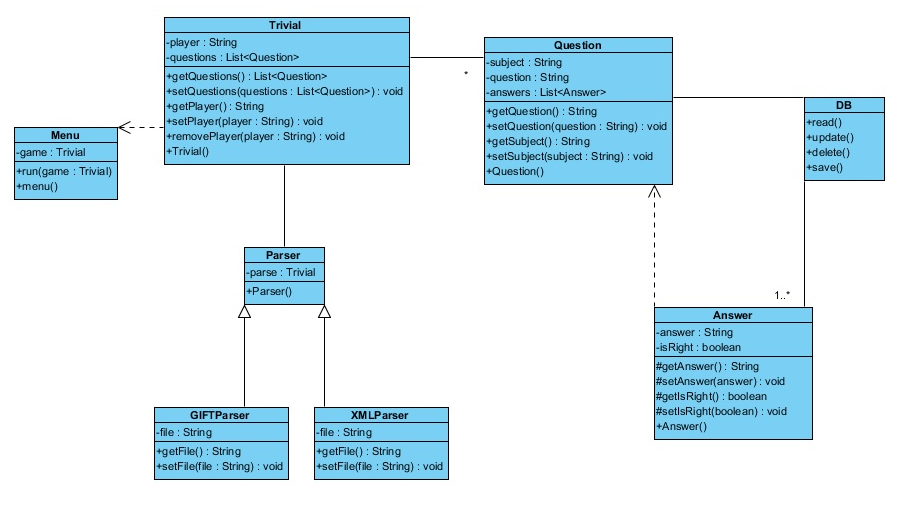 Trivial
-player : String
-questions : List<Question>
+getQuestions() : List<Question>
+setQuestions(questions : List<Question>) : void
+getPlayer() : String
+setPlayer(player : String) : void
+removePlayer(player : String) : void
+Trivial()
*
Question
-subject : String
-question : String
-answers : List<Answer>
+getQuestion() : String
+setQuestion(question : String) : void
+getSubject() : String
+setSubject(subject : String) : void
+Question()
DB
+read()
+update()
+delete()
+save()
Menu
-game : Trivial
+run(game : Trivial)
+menu()
Parser
-parse : Trivial
+Parser()
1..*
Answer
-answer : String
-isRight : boolean
#getAnswer() : String
#setAnswer(answer) : void
#getIsRight() : boolean
#setIsRight(boolean) : void
+Answer()
GIFTParser
-file : String
+getFile() : String
+setFile(file : String) : void
XMLParser
-file : String
+getFile() : String
+setFile(file : String) : void